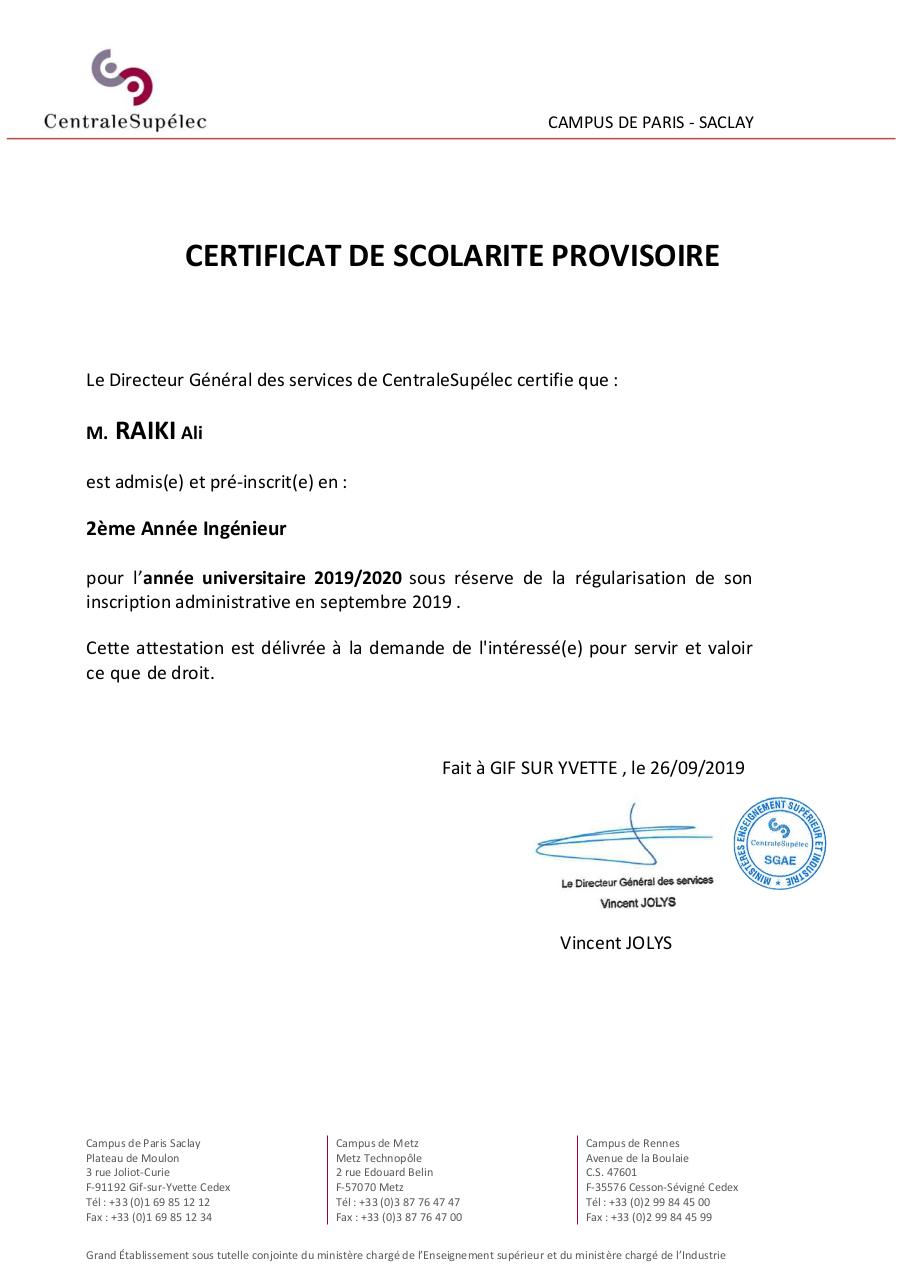 CentraleSupélec
CAMPUS DE PARIS - SACLAY
CERTIFICAT DE SCOLARITE PROVISOIRE
Le Directeur Général des services de CentraleSupélec certifie que :
M. RAIKI Ali
est admis(e) et pré-inscrit(e) en :
2ème Année Ingénieur
pour l’année universitaire 2019/2020 sous réserve de la régularisation de son
inscription administrative en septembre 2019 .
Cette attestation est délivrée à la demande de l'intéressé(e) pour servir et valoir
ce que de droit.
Fait à GIF SUR YVETTE , le 26/09/2019
MINISTÈRES ENSEIGNEMENT SUPÉRIEUR ET INDUSTRIE ★
CentraleSupélec
SGAE
Le Directeur Général des services
Vincent JOLYS
Vincent JOLYS
Campus de Paris Saclay
Plateau de Moulon
3 rue Joliot-Curie
F-91192 Gif-sur-Yvette Cedex
Tél : +33 (0)1 69 85 12 12
Fax : +33 (0)1 69 85 12 34
Campus de Metz
Metz Technopôle
2 rue Edouard Belin
F-57070 Metz
Tél : +33 (0)3 87 76 47 47
Fax : +33 (0)3 87 76 47 00
Campus de Rennes
Avenue de la Boulaie
C.S. 47601
F-35576 Cesson-Sévigné Cedex
Tél : +33 (0)2 99 84 45 00
Fax : +33 (0)2 99 84 45 99
Grand Établissement sous tutelle conjointe du ministère chargé de l’Enseignement supérieur et du ministère chargé de l’Industrie